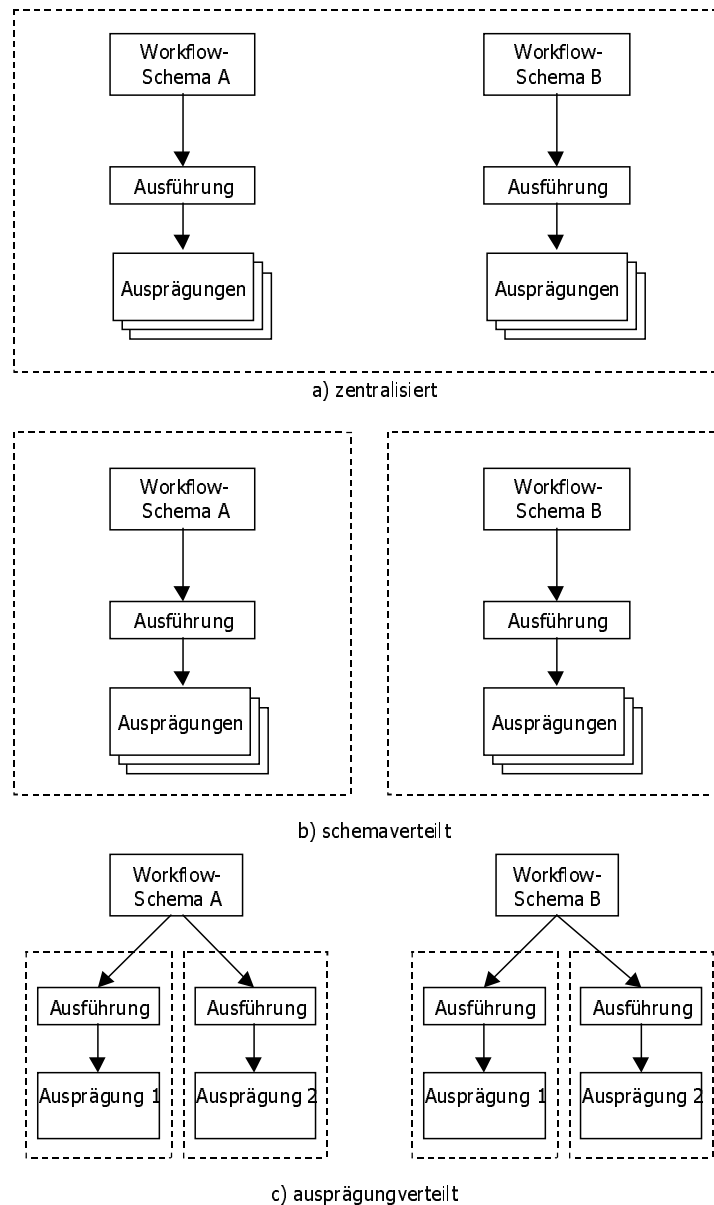 Workflow-
Schema A
Workflow-
Schema B
Ausführung
Ausführung
Ausprägungen
Ausprägungen
a) zentralisiert
Workflow-
Schema A
Workflow-
Schema B
Ausführung
Ausführung
Ausprägungen
Ausprägungen
b) schemaverteilt
Workflow-
Schema A
Workflow-
Schema B
Ausführung
Ausführung
Ausführung
Ausführung
Ausprägung 1
Ausprägung 2
Ausprägung 1
Ausprägung 2
c) ausprägungverteilt